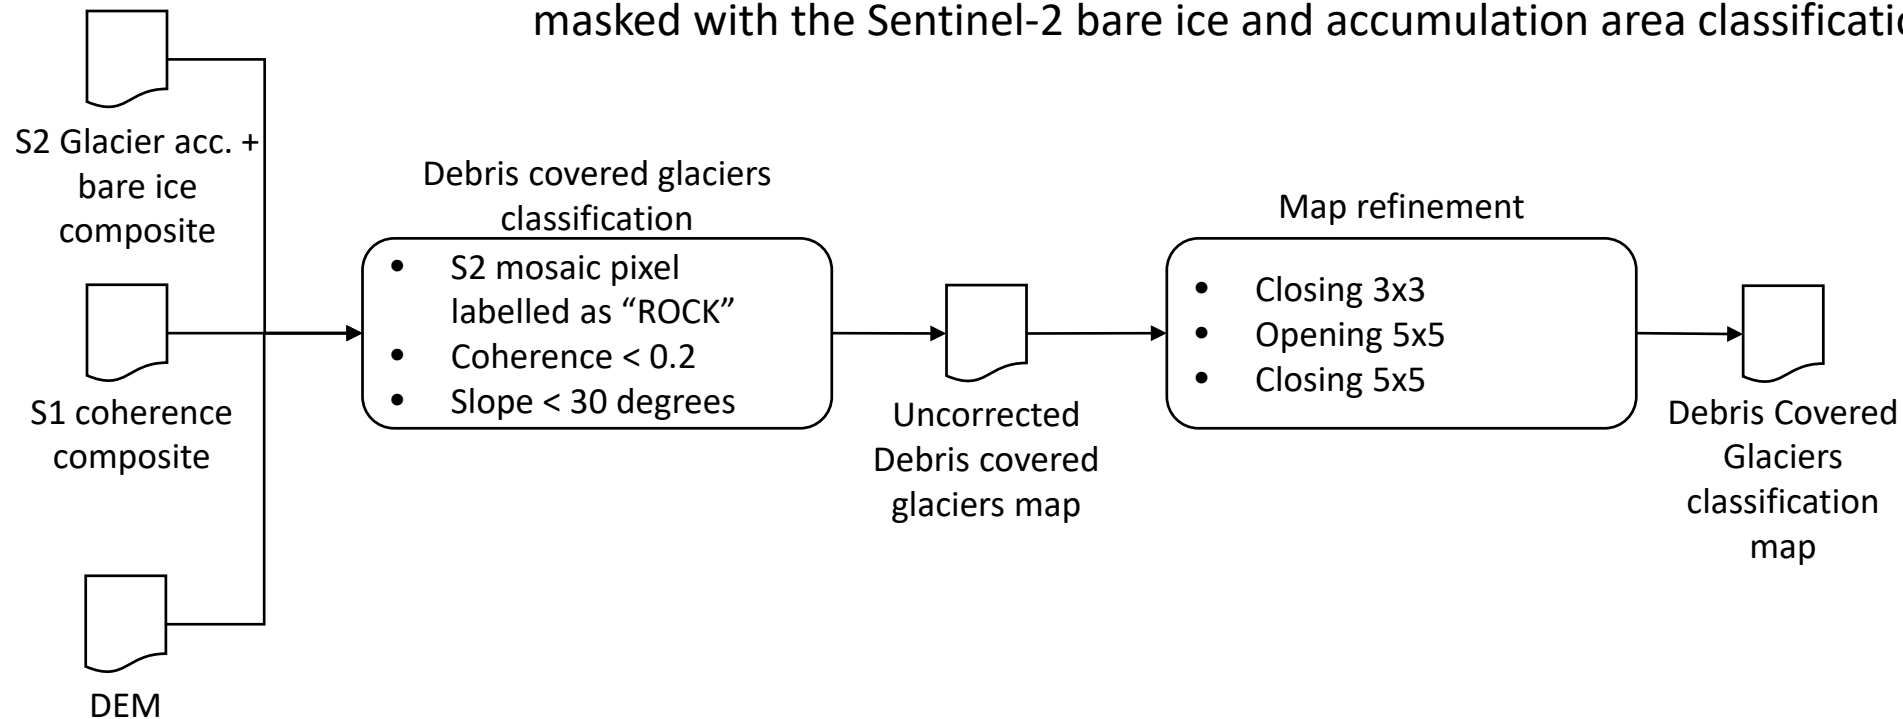 masked with the Sentinel-2 bare ice and accumulation area classificatio
S2 Glacier acc. +
bare ice
composite
S1 coherence
composite
DEM
Debris covered glaciers
classification
• S2 mosaic pixel
labelled as “ROCK”
• Coherence < 0.2
• Slope < 30 degrees
Uncorrected
Debris covered
glaciers map
Map refinement
• Closing 3x3
• Opening 5x5
• Closing 5x5
Debris Covered
Glaciers
classification
map